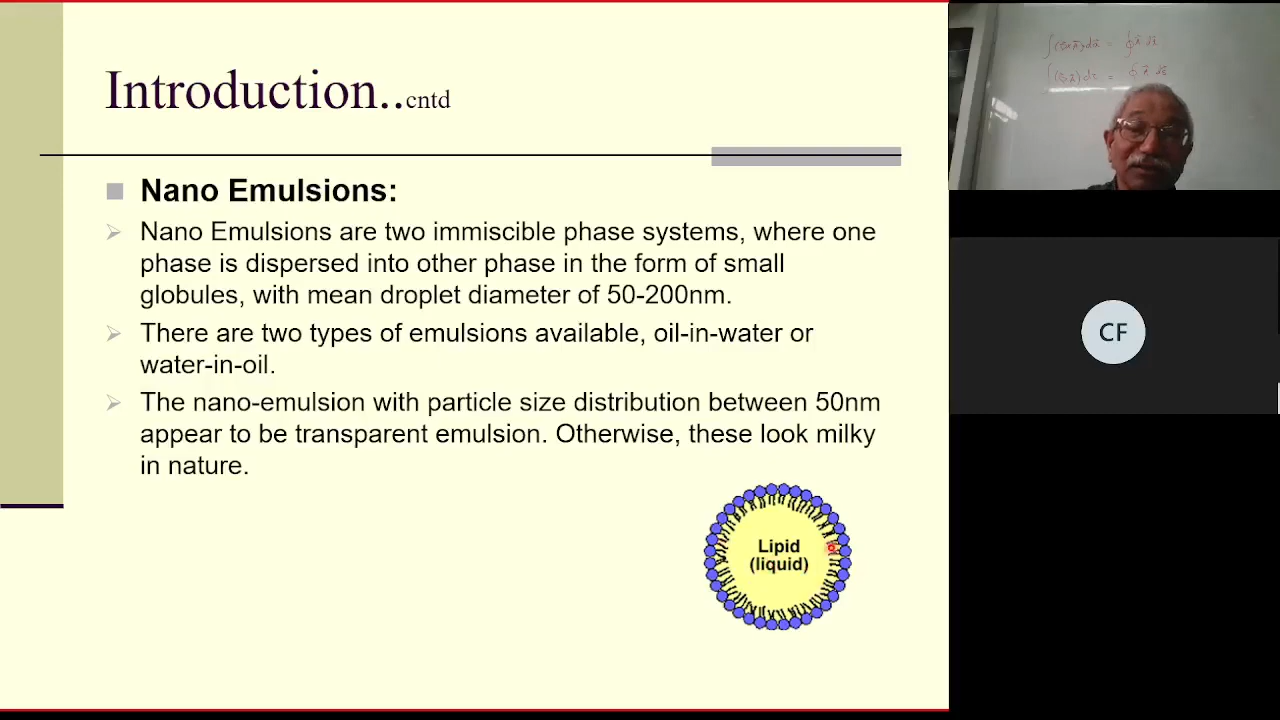 Introduction..cntd
Nano Emulsions:
Nano Emulsions are two immiscible phase systems, where one
phase is dispersed into other phase in the form of small
globules, with mean droplet diameter of 50-200nm.
There are two types of emulsions available, oil-in-water or
water-in-oil.
The nano-emulsion with particle size distribution between 50nm
appear to be transparent emulsion. Otherwise, these look milky
in nature.
Lipid
(liquid)
CF